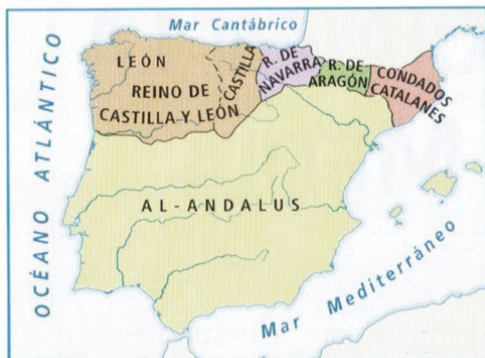 Mar Cantábrico
OCÉANO ATLÁNTICO
LEÓN
REINO DE
CASTILLA Y LEÓN
CASTILLA
R. DE
NAVARRA
R. DE
ARAGÓN
CONDADOS
CATALANES
AL-ANDALUS
Mar Mediterráneo